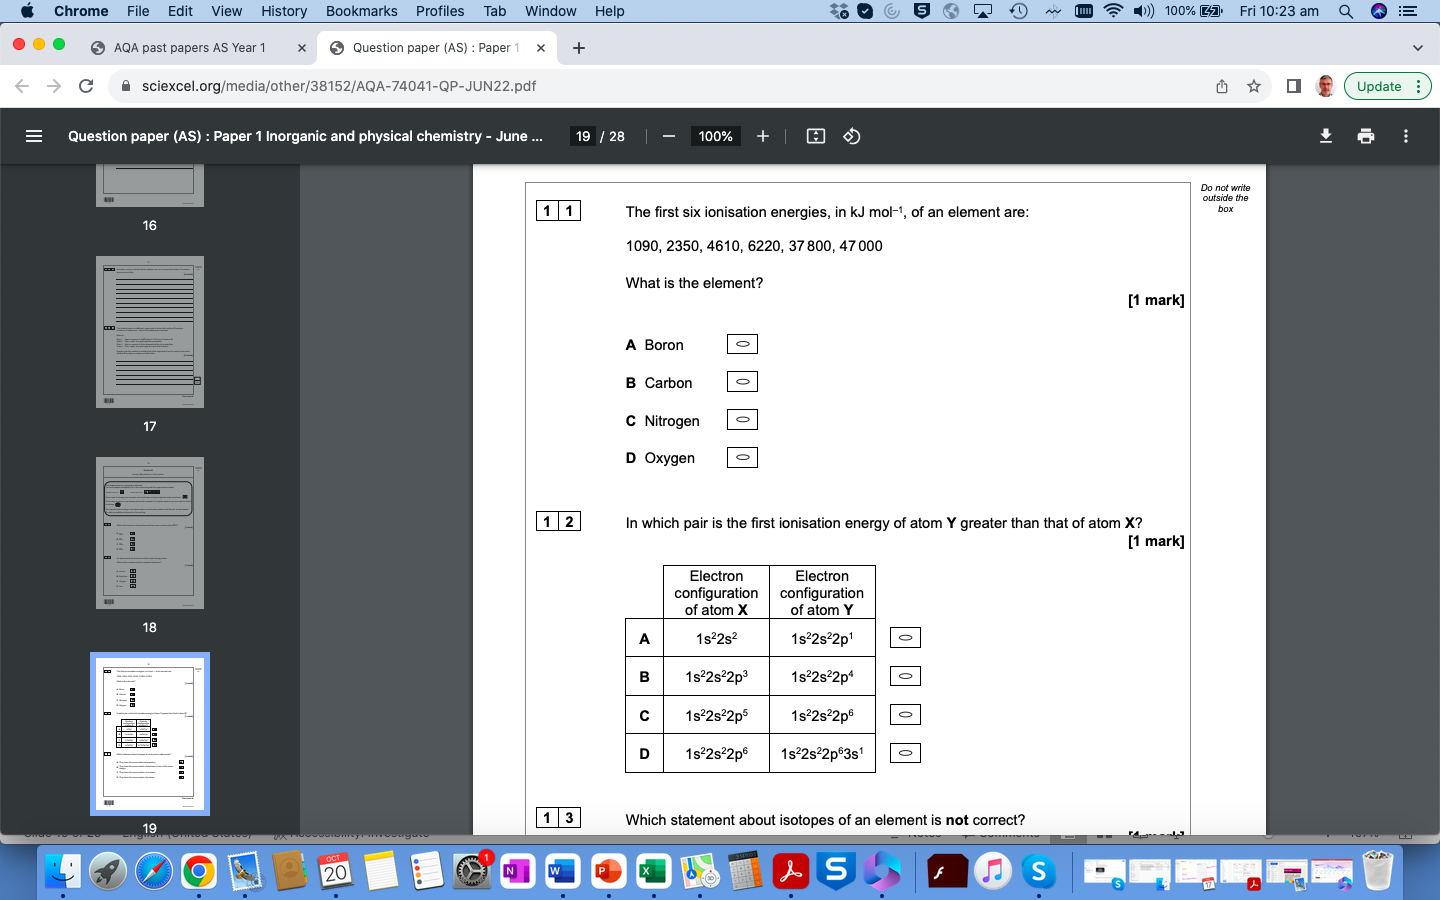 Chrome File Edit View History Bookmarks Profiles Tab Window Help 100% Fri 10:23 am
AQA past papers AS Year 1 Question paper (AS) : Paper 1
sciexcel.org/media/other/38152/AQA-74041-QP-JUN22.pdf Update
Question paper (AS) : Paper 1 Inorganic and physical chemistry - June ... 19 / 28 100%
16
17
18
19
Do not write
outside the
box
1 1 The first six ionisation energies, in kJ mol⁻¹, of an element are:
1090, 2350, 4610, 6220, 37 800, 47 000
What is the element?
[1 mark]
A Boron
B Carbon
C Nitrogen
D Oxygen
1 2 In which pair is the first ionisation energy of atom Y greater than that of atom X?
[1 mark]
Electron configuration of atom X Electron configuration of atom Y
A 1s²2s² 1s²2s²2p¹
B 1s²2s²2p³ 1s²2s²2p⁴
C 1s²2s²2p⁵ 1s²2s²2p⁶
D 1s²2s²2p⁶ 1s²2s²2p⁶3s¹
1 3 Which statement about isotopes of an element is not correct?
OCT
20
1
17